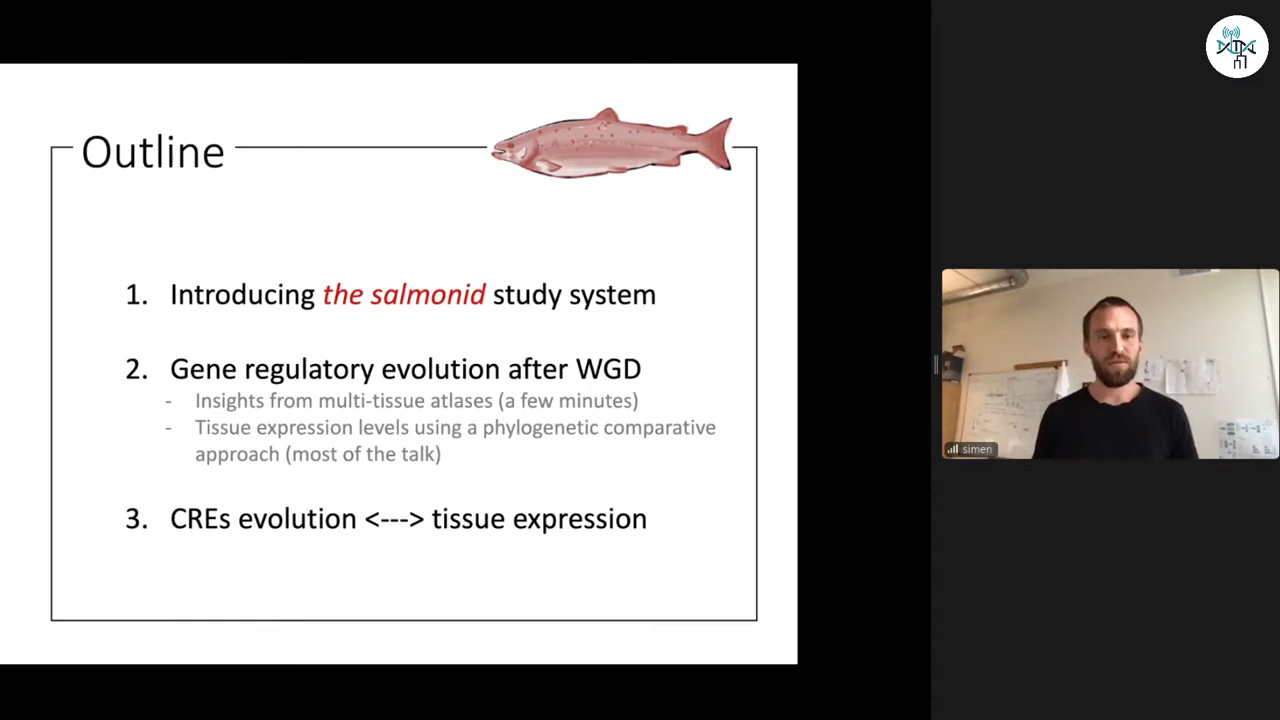 Outline
1. Introducing the salmonid study system
2. Gene regulatory evolution after WGD
- Insights from multi-tissue atlases (a few minutes)
- Tissue expression levels using a phylogenetic comparative
approach (most of the talk)
3. CREs evolution <---> tissue expression
simen